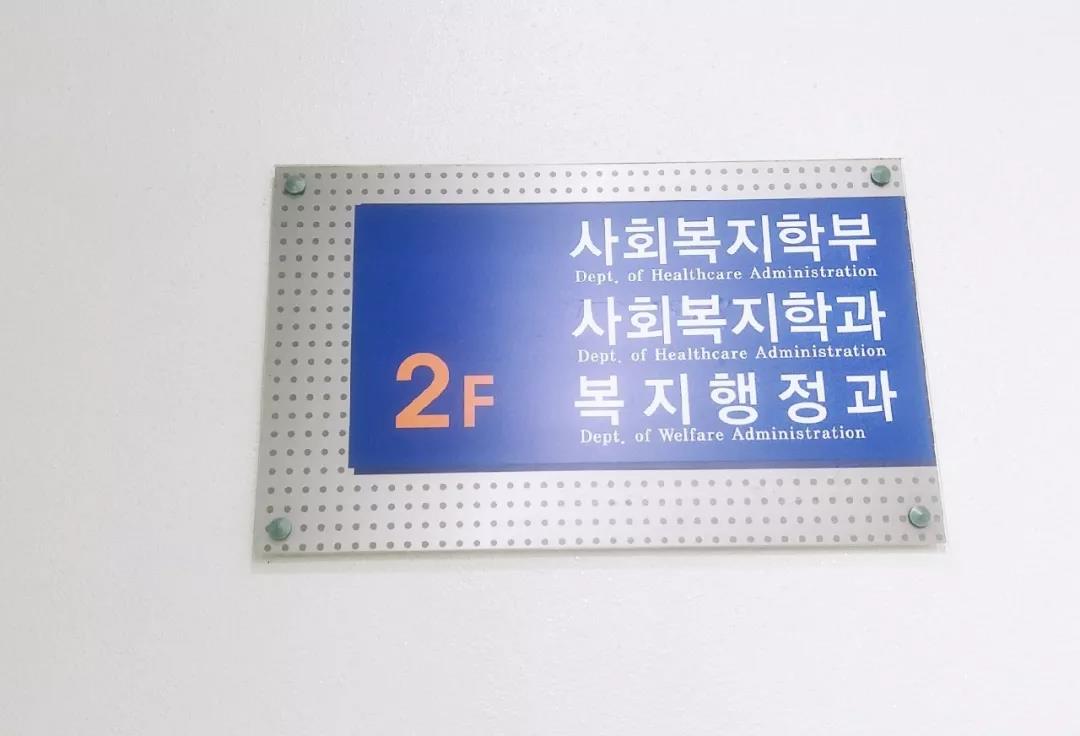 사회복지학부
Dept. of Healthcare Administration
사회복지학과
Dept. of Healthcare Administration
2F
복지행정과
Dept. of Welfare Administration